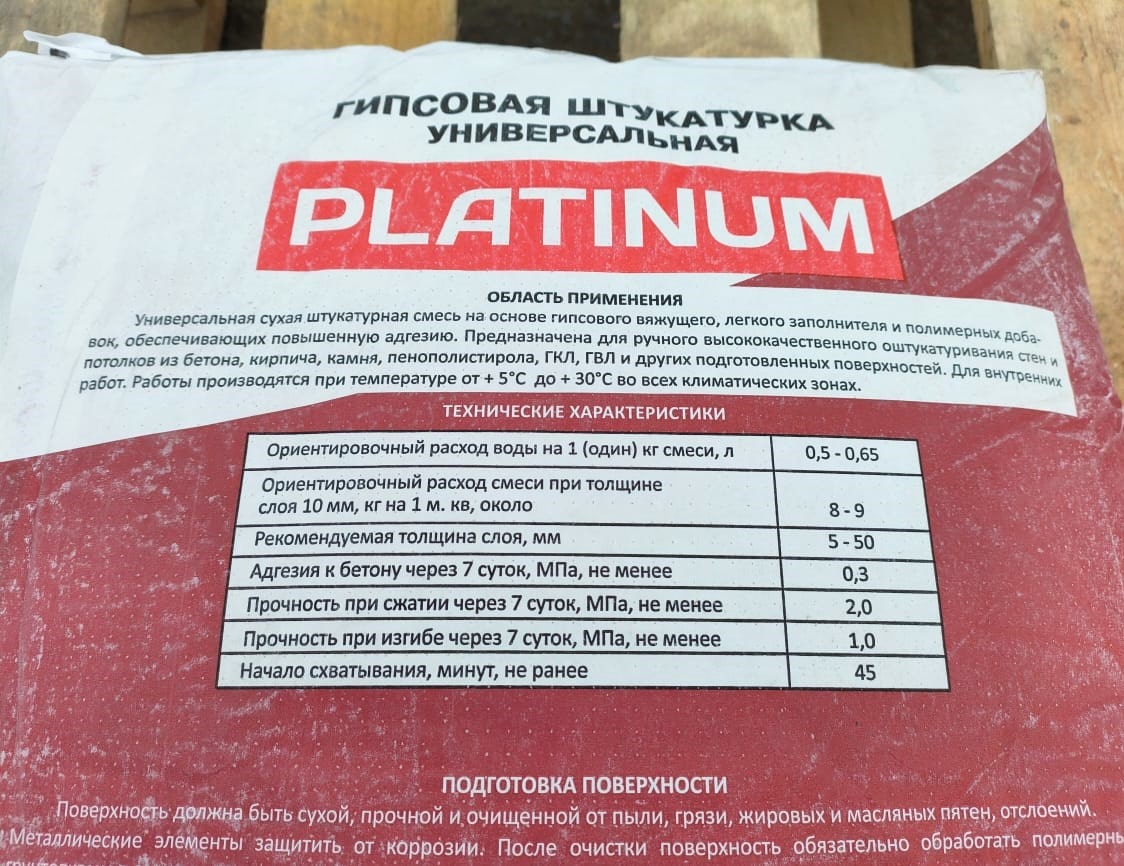 ГИПСОВАЯ ШТУКАТУРКА
УНИВЕРСАЛЬНАЯ
PLATINUM
ОБЛАСТЬ ПРИМЕНЕНИЯ
Универсальная сухая штукатурная смесь на основе гипсового вяжущего, легкого заполнителя и полимерных доба-
вок, обеспечивающих повышенную адгезию. Предназначена для ручного высококачественного оштукатуривания стен и
потолков из бетона, кирпича, камня, пенополистирола, ГКЛ, ГВЛ и других подготовленных поверхностей. Для внутренних
работ. Работы производятся при температуре от + 5°С до + 30°С во всех климатических зонах.
ТЕХНИЧЕСКИЕ ХАРАКТЕРИСТИКИ
Ориентировочный расход воды на 1 (один) кг смеси, л 0,5 - 0,65
Ориентировочный расход смеси при толщине
слоя 10 мм, кг на 1 м. кв, около 8 - 9
Рекомендуемая толщина слоя, мм 5 - 50
Адгезия к бетону через 7 суток, МПа, не менее 0,3
Прочность при сжатии через 7 суток, МПа, не менее 2,0
Прочность при изгибе через 7 суток, МПа, не менее 1,0
Начало схватывания, минут, не ранее 45
ПОДГОТОВКА ПОВЕРХНОСТИ
Поверхность должна быть сухой, прочной и очищенной от пыли, грязи, жировых и масляных пятен, отслоений.
Металлические элементы защитить от коррозии. После очистки поверхность обязательно обработать полимерны